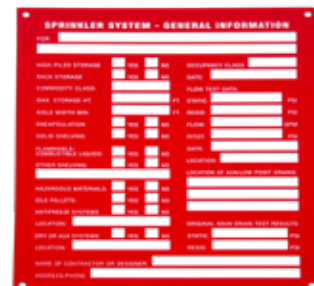 SPRINKLER SYSTEM - GENERAL INFORMATION
FOR:
HIGH-PILED STORAGE YES NO
RACK STORAGE YES NO
COMMODITY CLASS:
MAX. STORAGE HT. FT.
AISLE WIDTH MIN. FT.
ENCAPSULATION YES NO
SOLID SHELVING: YES NO
FLAMMABLE/
COMBUSTIBLE LIQUIDS: YES NO
OTHER SHELVING: YES NO
HAZARDOUS MATERIALS: YES NO
IDLE PALLETS: YES NO
ANTIFREEZE SYSTEMS YES NO
LOCATION:
DRY OR AUX SYSTEMS YES NO
LOCATION:
OCCUPANCY CLASS:
DATE:
FLOW TEST DATA:
STATIC: PSI
RESID: PSI
FLOW: GPM
PITOT: PSI
DATE:
LOCATION:
LOCATION OF AUX/LOW POINT DRAINS:
ORIGINAL MAIN DRAIN TEST RESULTS:
STATIC: PSI
RESID: PSI
NAME OF CONTRACTOR OR DESIGNER:
ADDRESS/PHONE